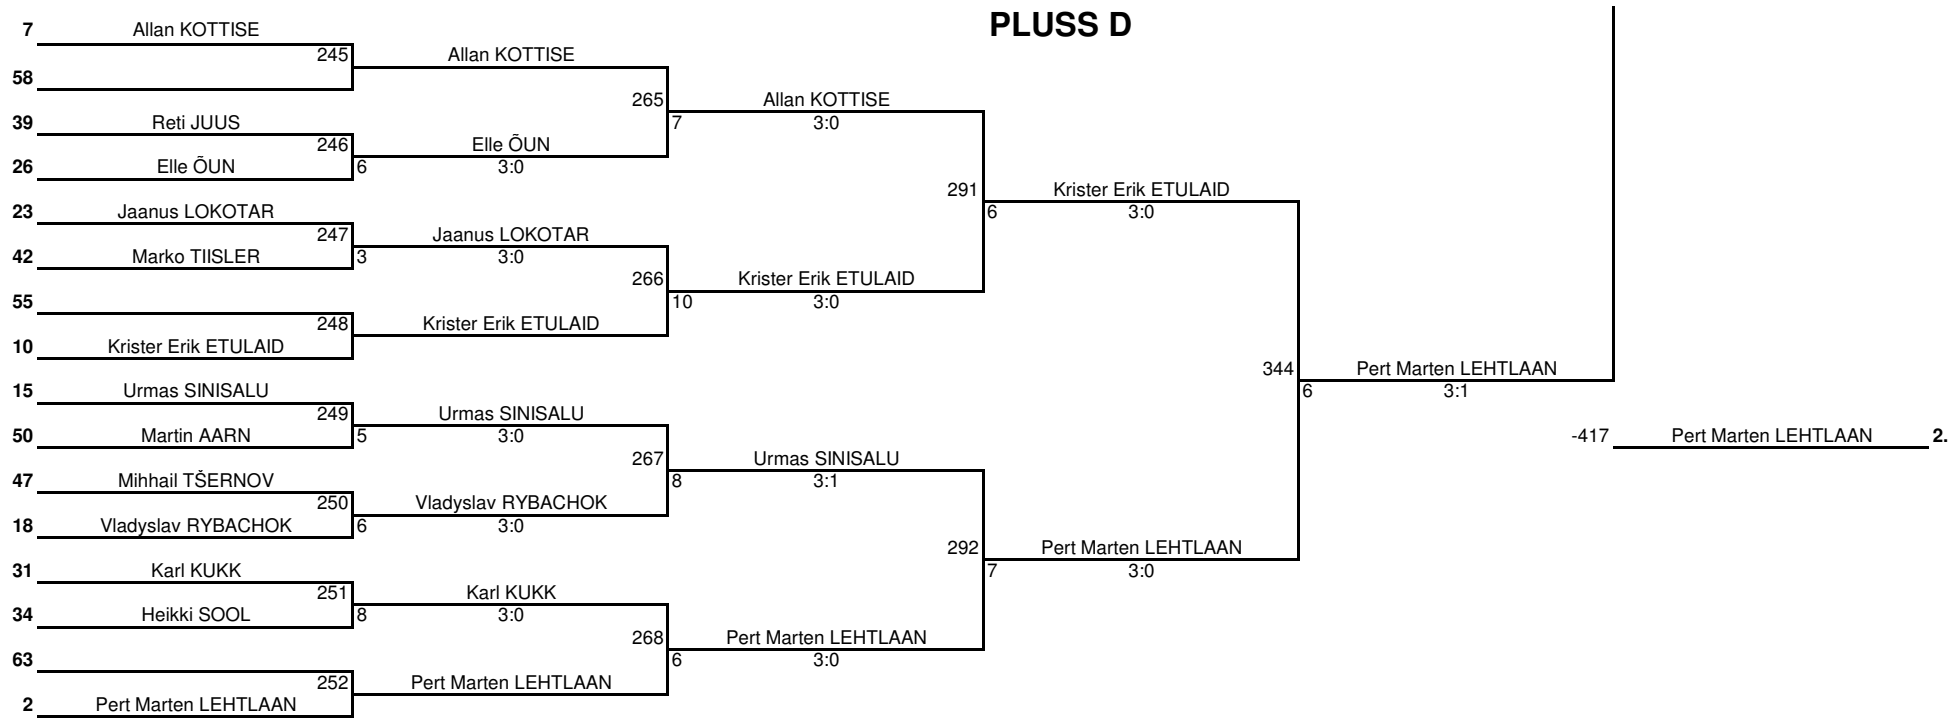 PLUSS D
7 Allan KOTTISE
245 Allan KOTTISE
58
265 Allan KOTTISE
39 Reti JUUS
7 3:0
246 Elle ÕUN
26 Elle ÕUN
6 3:0
291 Krister Erik ETULAID
23 Jaanus LOKOTAR
6 3:0
247 Jaanus LOKOTAR
42 Marko TIISLER
3 3:0
266 Krister Erik ETULAID
55
10 3:0
248 Krister Erik ETULAID
10 Krister Erik ETULAID
344 Pert Marten LEHTLAAN
15 Urmas SINISALU
6 3:1
249 Urmas SINISALU
50 Martin AARN
5 3:0
-417 Pert Marten LEHTLAAN 2.
267 Urmas SINISALU
47 Mihhail TŠERNOV
8 3:1
250 Vladyslav RYBACHOK
18 Vladyslav RYBACHOK
6 3:0
292 Pert Marten LEHTLAAN
31 Karl KUKK
7 3:0
251 Karl KUKK
34 Heikki SOOL
8 3:0
268 Pert Marten LEHTLAAN
63
6 3:0
252 Pert Marten LEHTLAAN
2 Pert Marten LEHTLAAN